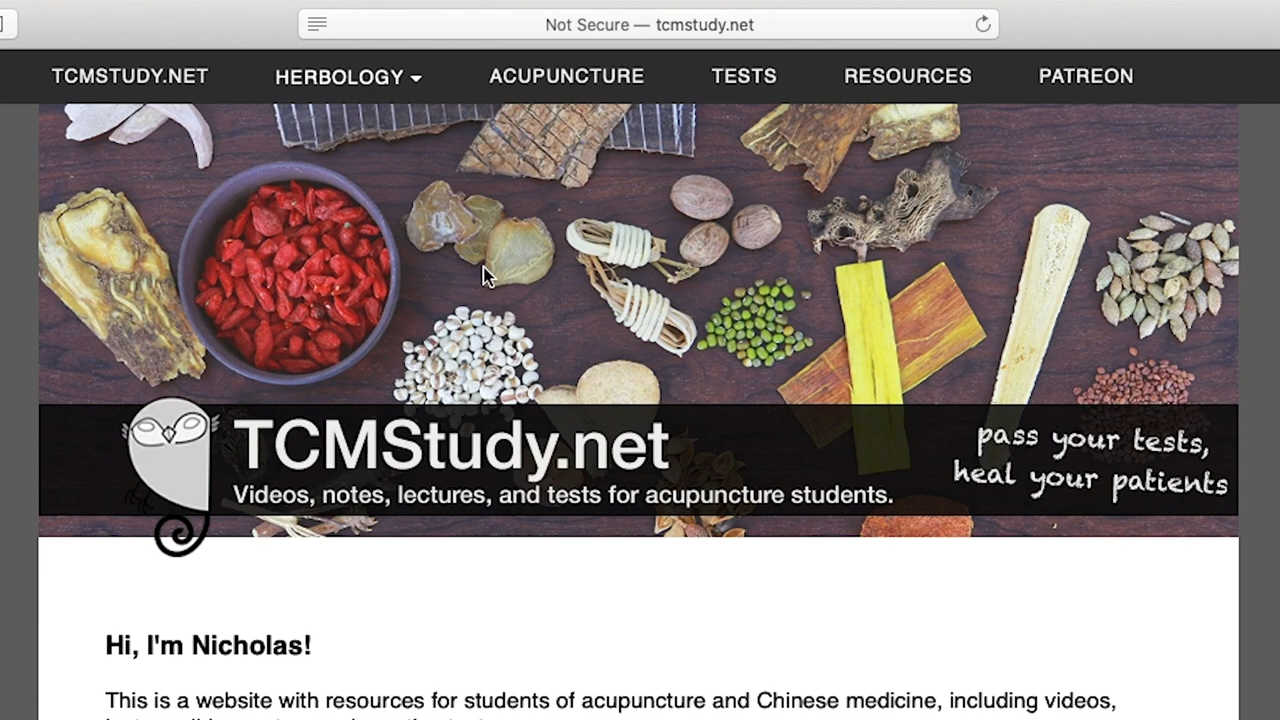 Not Secure — tcmstudy.net
TCMSTUDY.NET HERBOLOGY ACUPUNCTURE TESTS RESOURCES PATREON
TCMStudy.net
Videos, notes, lectures, and tests for acupuncture students.
pass your tests,
heal your patients
Hi, I'm Nicholas!
This is a website with resources for students of acupuncture and Chinese medicine, including videos,